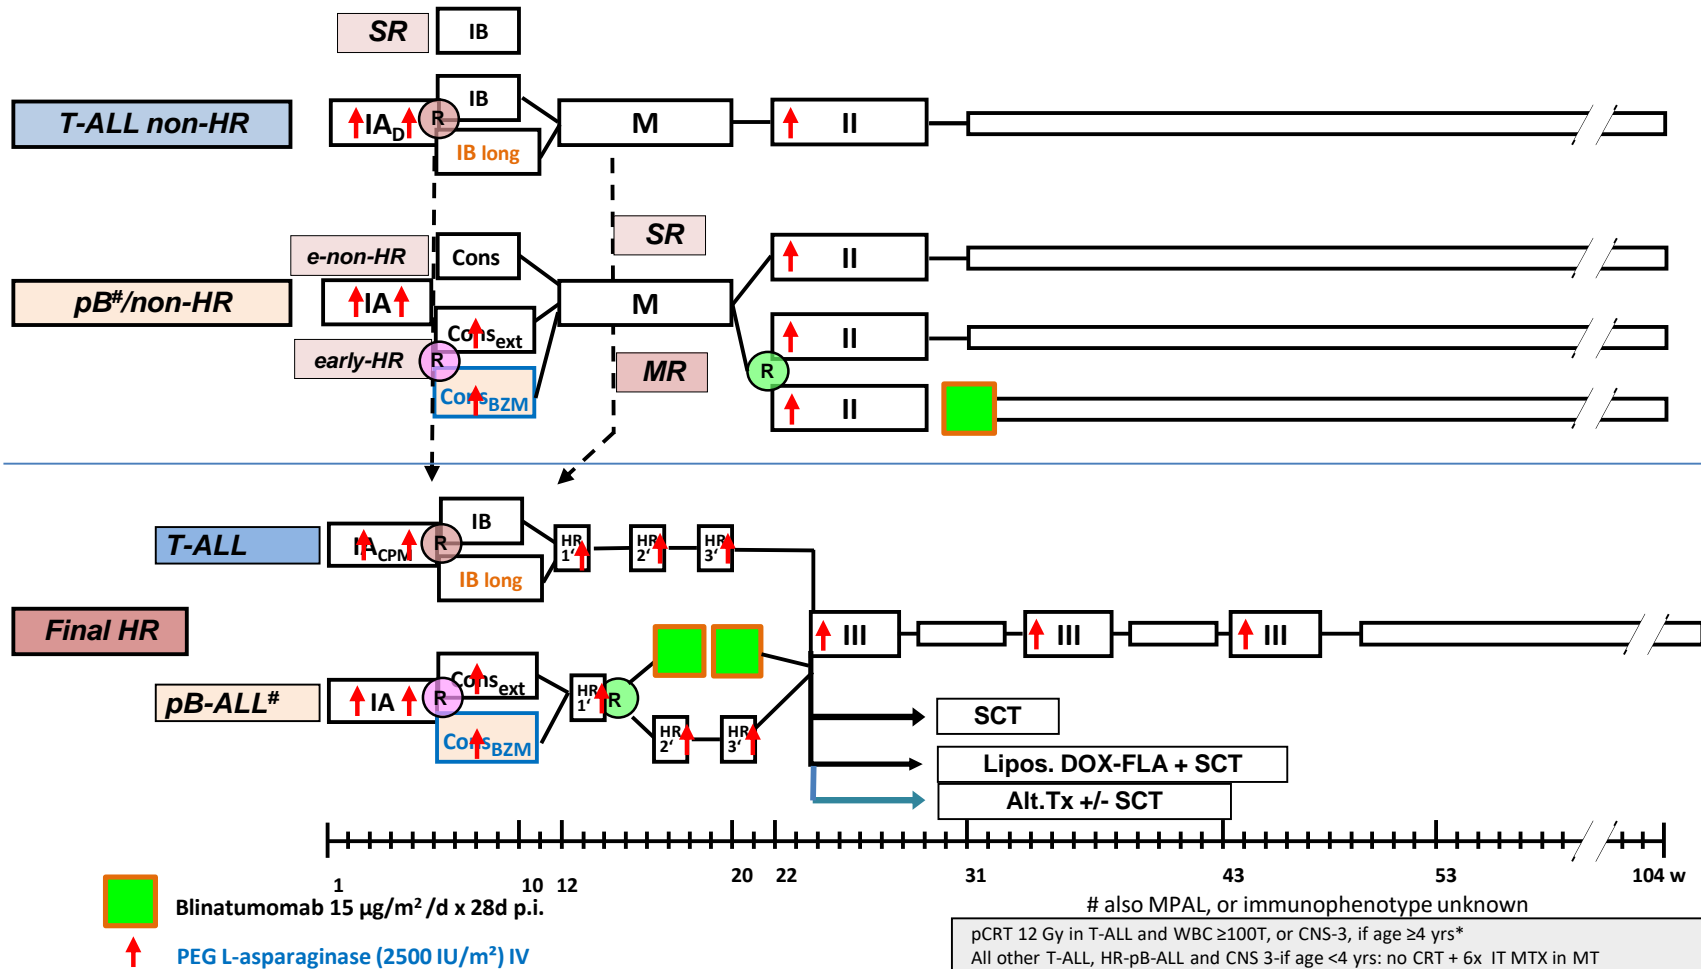 SR
IB
T-ALL non-HR
IA_D
R
IB
IB long
M
II
SR
e-non-HR
Cons
II
pB#/non-HR
IA
M
Cons_ext
II
early-HR
R
MR
R
Cons_BZM
II
T-ALL
IA_CPM
R
IB
IB long
HR 1‘
HR 2‘
HR 3‘
Final HR
III
III
III
pB-ALL#
IA
R
Cons_ext
Cons_BZM
HR 1‘
R
HR 2‘
HR 3‘
SCT
Lipos. DOX-FLA + SCT
Alt.Tx +/- SCT
1
10
12
20
22
31
43
53
104 w
Blinatumomab 15 µg/m² /d x 28d p.i.
# also MPAL, or immunophenotype unknown
PEG L-asparaginase (2500 IU/m²) IV
pCRT 12 Gy in T-ALL and WBC ≥100T, or CNS-3, if age ≥4 yrs*
All other T-ALL, HR-pB-ALL and CNS 3-if age <4 yrs: no CRT + 6x IT MTX in MT